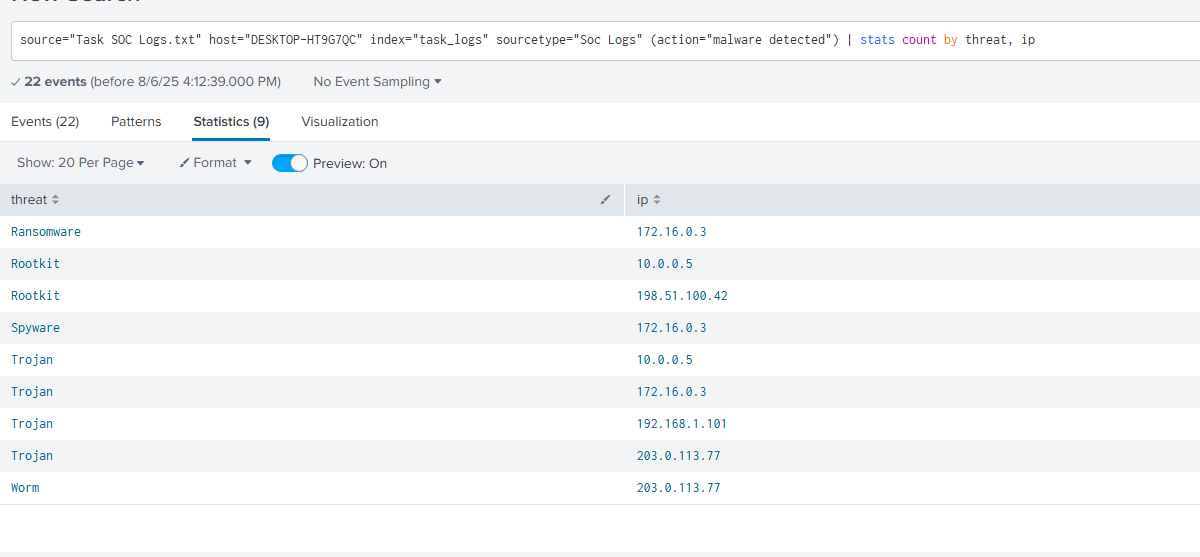 New Search
source="Task SOC Logs.txt" host="DESKTOP-HT9G7QC" index="task_logs" sourcetype="Soc Logs" (action="malware detected") | stats count by threat, ip
22 events (before 8/6/25 4:12:39.000 PM) No Event Sampling
Events (22) Patterns Statistics (9) Visualization
Show: 20 Per Page Format Preview: On
threat ip
Ransomware 172.16.0.3
Rootkit 10.0.0.5
Rootkit 198.51.100.42
Spyware 172.16.0.3
Trojan 10.0.0.5
Trojan 172.16.0.3
Trojan 192.168.1.101
Trojan 203.0.113.77
Worm 203.0.113.77